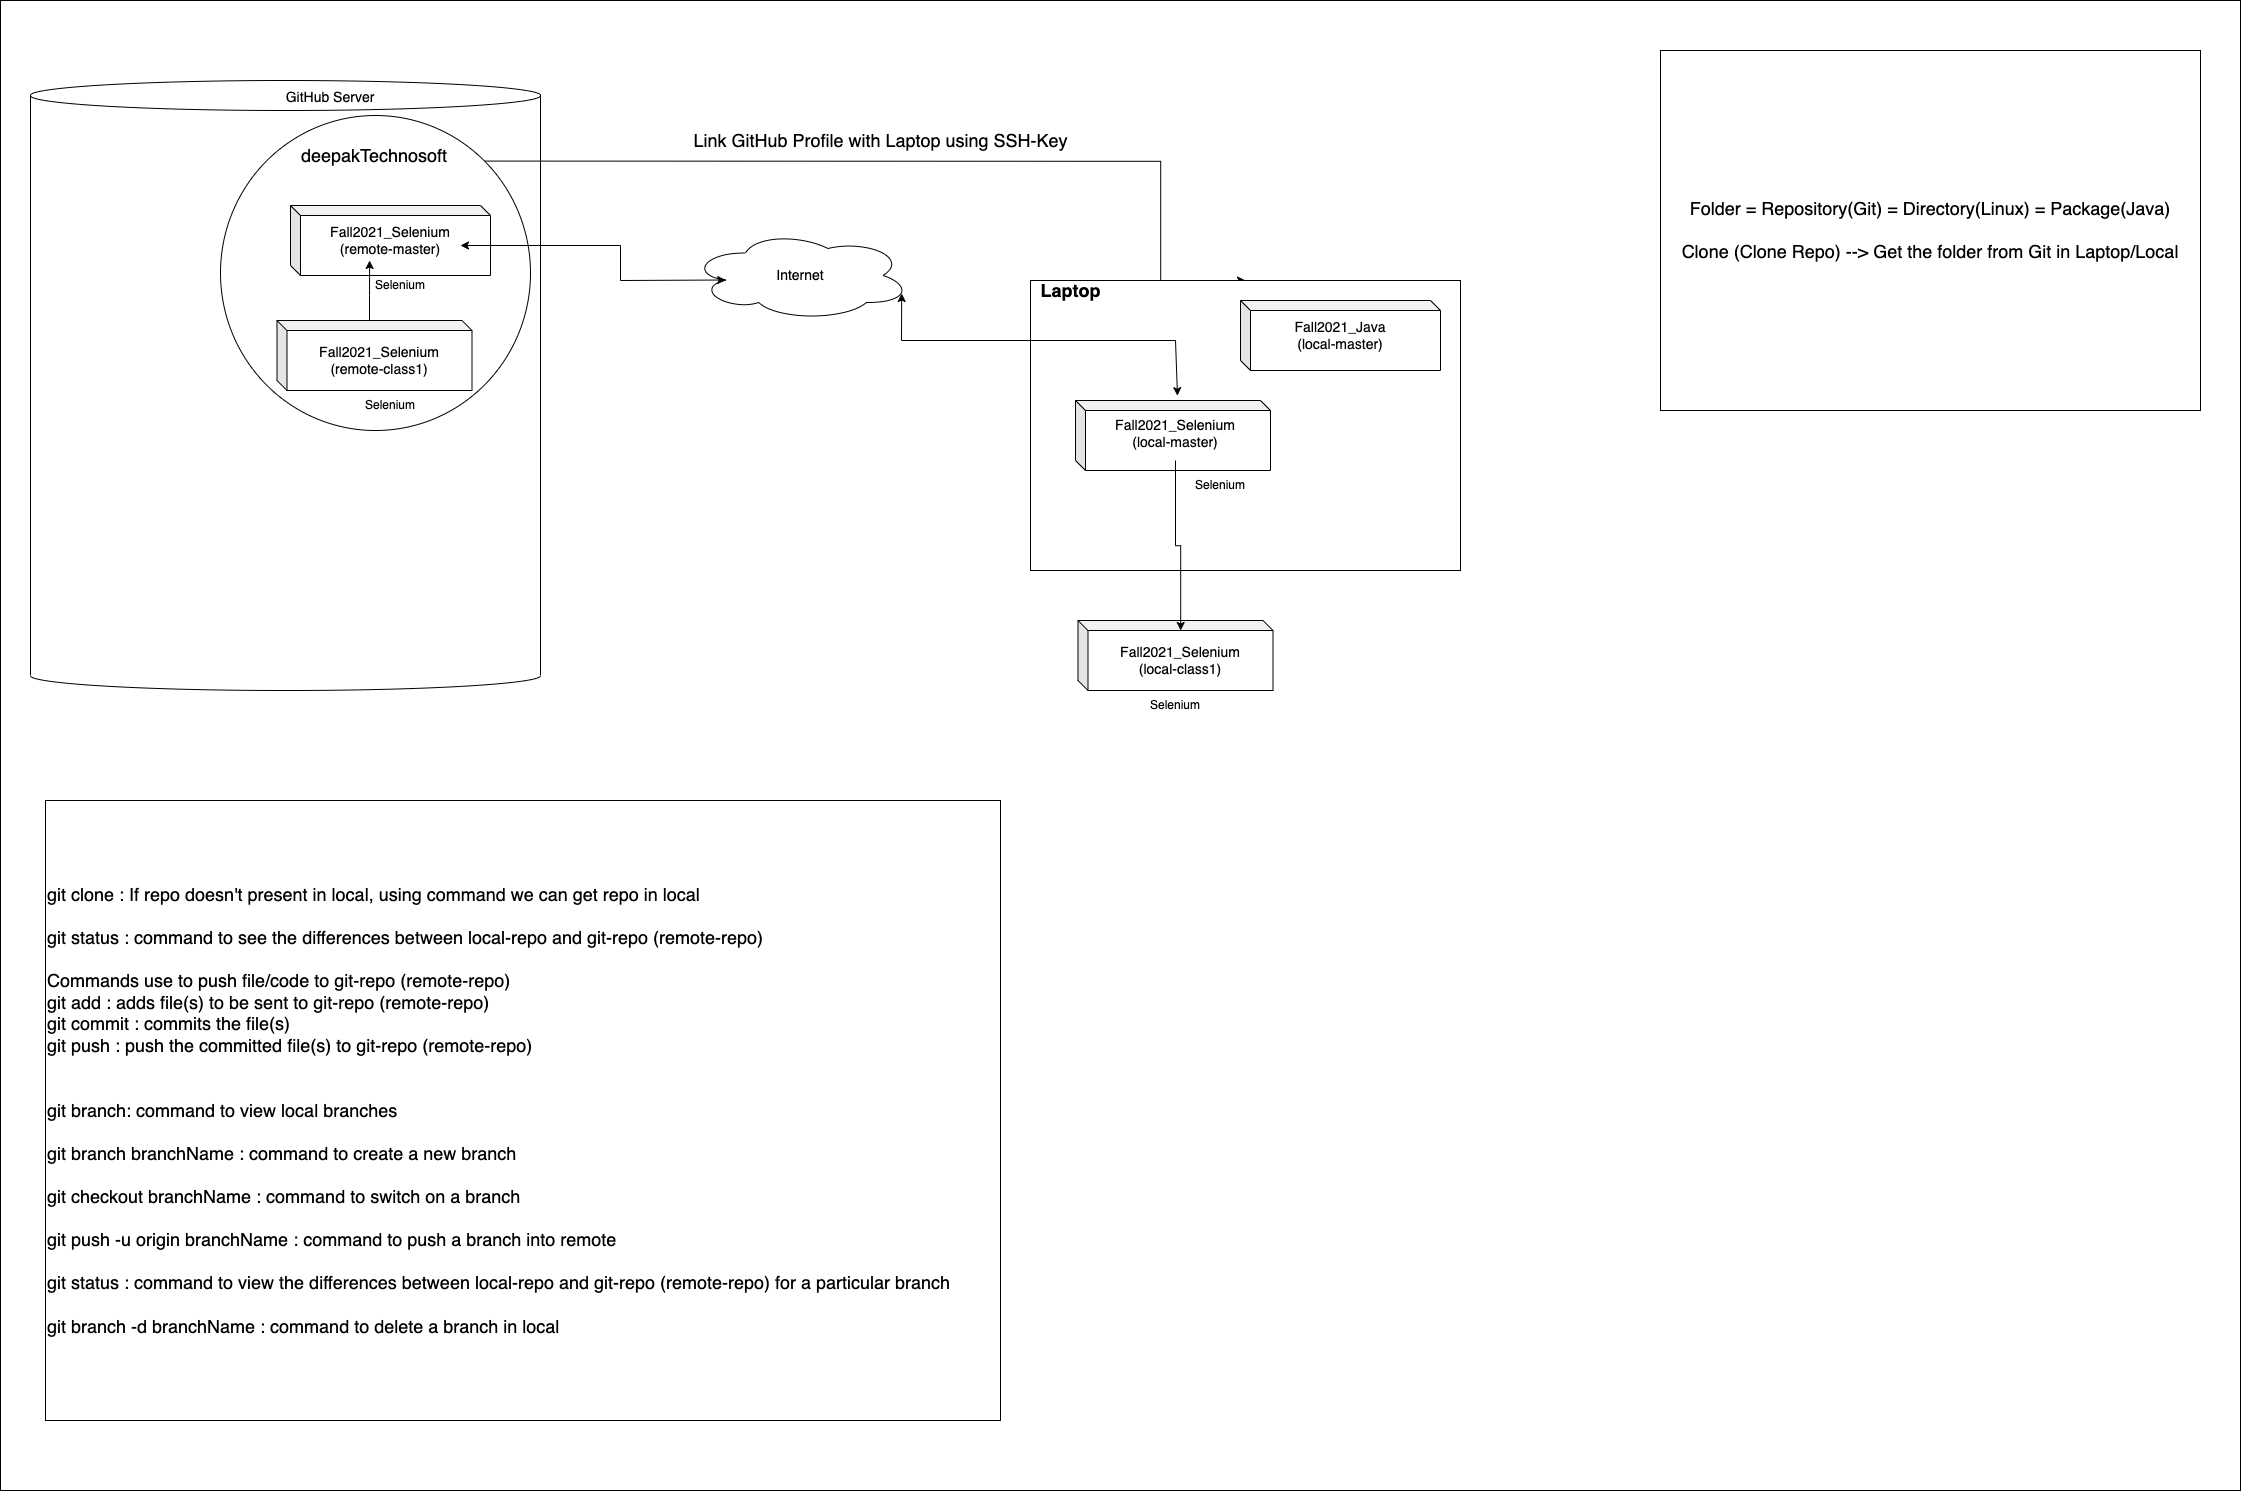 GitHub Server
deepakTechnosoft
Fall2021_Selenium
(remote-master)
Selenium
Fall2021_Selenium
(remote-class1)
Selenium
Link GitHub Profile with Laptop using SSH-Key
Internet
Laptop
Fall2021_Java
(local-master)
Fall2021_Selenium
(local-master)
Selenium
Fall2021_Selenium
(local-class1)
Selenium
Folder = Repository(Git) = Directory(Linux) = Package(Java)
Clone (Clone Repo) --> Get the folder from Git in Laptop/Local
git clone : If repo doesn't present in local, using command we can get repo in local
git status : command to see the differences between local-repo and git-repo (remote-repo)
Commands use to push file/code to git-repo (remote-repo)
git add : adds file(s) to be sent to git-repo (remote-repo)
git commit : commits the file(s)
git push : push the committed file(s) to git-repo (remote-repo)
git branch: command to view local branches
git branch branchName : command to create a new branch
git checkout branchName : command to switch on a branch
git push -u origin branchName : command to push a branch into remote
git status : command to view the differences between local-repo and git-repo (remote-repo) for a particular branch
git branch -d branchName : command to delete a branch in local